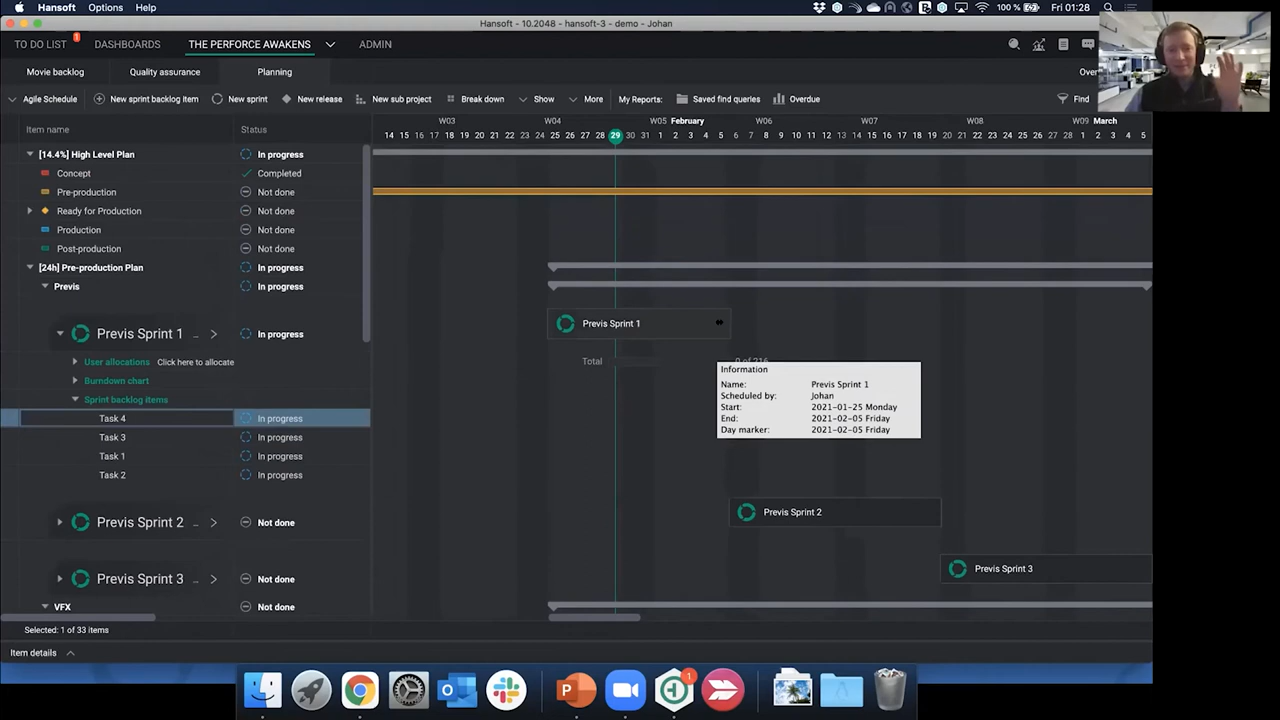 Hansoft Options Help 100 % Fri 01:28
Hansoft - 10.2048 - hansoft-3 - demo - Johan
TO DO LIST 1 DASHBOARDS THE PERFORCE AWAKENS ADMIN
Movie backlog Quality assurance Planning Over
Agile Schedule New sprint backlog item New sprint New release New sub project Break down Show More My Reports: Saved find queries Overdue Find
W03 W04 W05 February W06 W07 W08 W09 March
Item name Status 14 15 16 17 18 19 20 21 22 23 24 25 26 27 28 29 30 31 1 2 3 4 5 6 7 8 9 10 11 12 13 14 15 16 17 18 19 20 21 22 23 24 25 26 27 28 1 2 3 4 5
[14.4%] High Level Plan In progress
Concept Completed
Pre-production Not done
Ready for Production Not done
Production Not done
Post-production Not done
[24h] Pre-production Plan In progress
Previs In progress
Previs Sprint 1 ... In progress Previs Sprint 1
User allocations Click here to allocate Total 0 of 216
Information
Burndown chart
Name: Previs Sprint 1
Scheduled by: Johan
Sprint backlog items
Start: 2021-01-25 Monday
Task 4 In progress
End: 2021-02-05 Friday
Day marker: 2021-02-05 Friday
Task 3 In progress
Task 1 In progress
Task 2 In progress
Previs Sprint 2 ... Not done Previs Sprint 2
Previs Sprint 3 ... Not done Previs Sprint 3
VFX Not done
Selected: 1 of 33 items
Item details
1